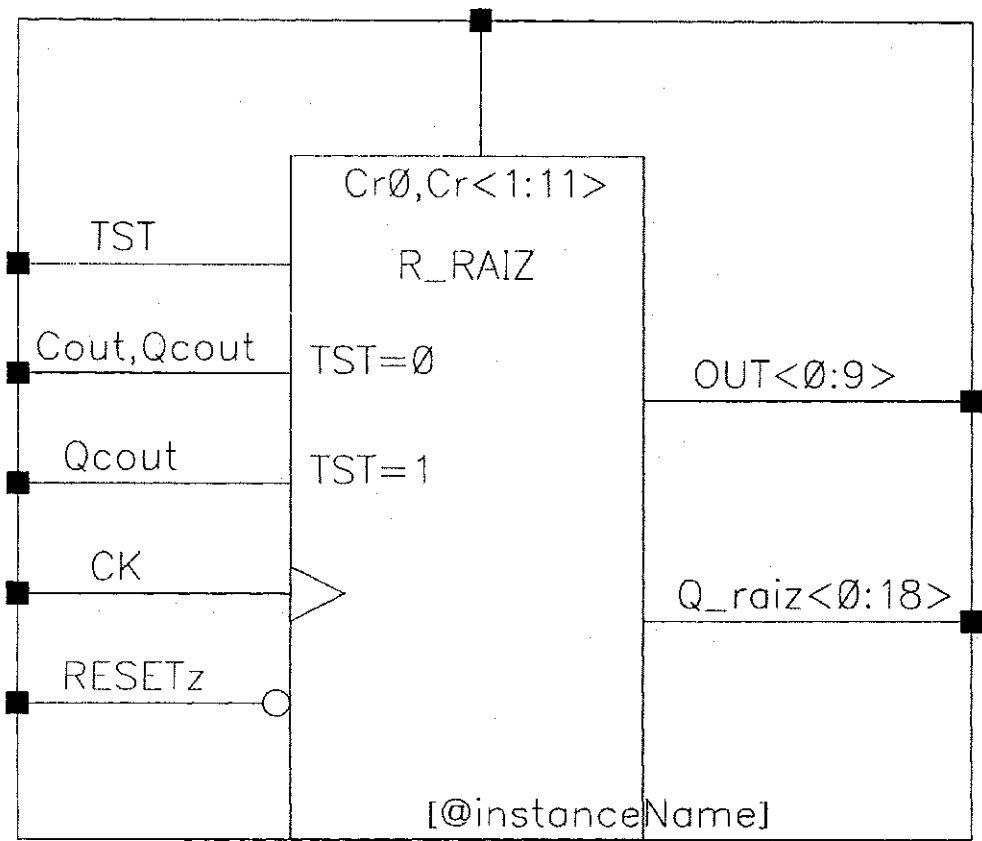 CrØ,Cr<1:11>
TST
R_RAIZ
Cout,Qcout
TST=Ø
OUT<Ø:9>
Qcout
TST=1
CK
Q_raiz<Ø:18>
RESETz
[@instanceName]